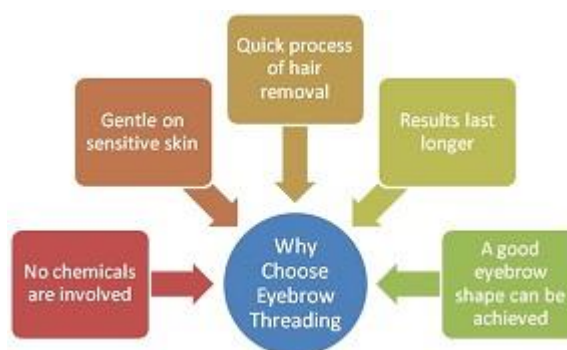 Quick process
of hair
removal
Gentle on
sensitive skin
Results last
longer
No chemicals
are involved
Why
Choose
Eyebrow
Threading
A good
eyebrow
shape can be
achieved